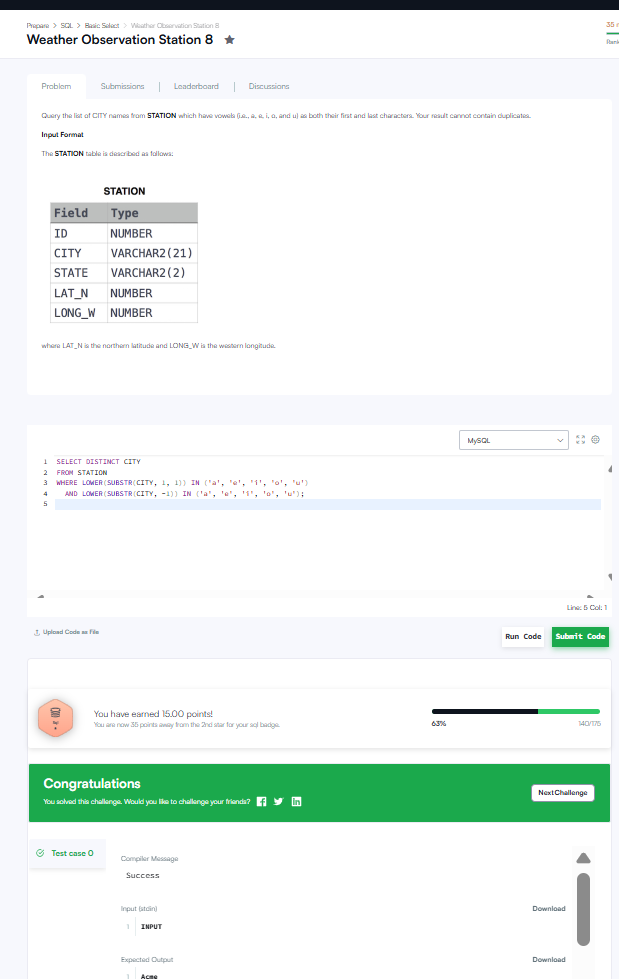 Prepare > SQL > Basic Select > Weather Observation Station 8
Weather Observation Station 8
35
Problem
Submissions
Leaderboard
Discussions
Query the list of CITY names from STATION which have vowels (i.e., a, e, i, o, and u) as both their first and last characters. Your result cannot contain duplicates.
Input Format
The STATION table is described as follows:
STATION
Field Type
ID NUMBER
CITY VARCHAR2(21)
STATE VARCHAR2(2)
LAT_N NUMBER
LONG_W NUMBER
where LAT_N is the northern latitude and LONG_W is the western longitude.
MySQL
1 SELECT DISTINCT CITY
2 FROM STATION
3 WHERE LOWER(SUBSTR(CITY, 1, 1)) IN ('a', 'e', 'i', 'o', 'u')
4 AND LOWER(SUBSTR(CITY, -1)) IN ('a', 'e', 'i', 'o', 'u');
5
Line: 5 Col: 1
Upload Code as File
Run Code
Submit Code
You have earned 15.00 points!
You are now 35 points away from the 2nd star for your sql badge.
63%
140/175
Sql
Congratulations
You solved this challenge. Would you like to challenge your friends?
Next Challenge
Test case 0
Compiler Message
Success
Input (stdin)
Download
1 INPUT
Expected Output
Download
1 Acme